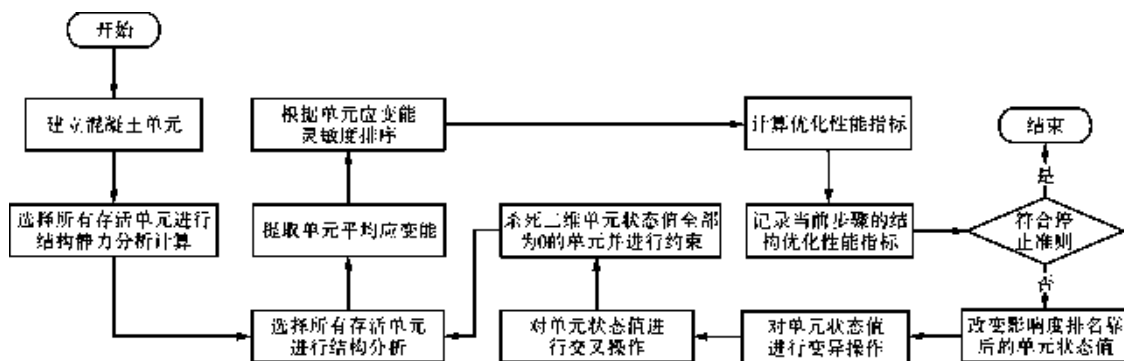 开始
建立混凝土单元
选择所有存活单元进行
结构静力分析计算
选择所有存活单元
进行结构分析
提取单元平均应变能
根据单元应变能
灵敏度排序
计算优化性能指标
记录当前步骤的结
构优化性能指标
符合停
止准则
是
结束
否
改变影响度排名靠
后的单元状态值
对单元状态值
进行变异操作
对单元状态值进
行交叉操作
杀死二维单元状态值全部
为0的单元并进行约束